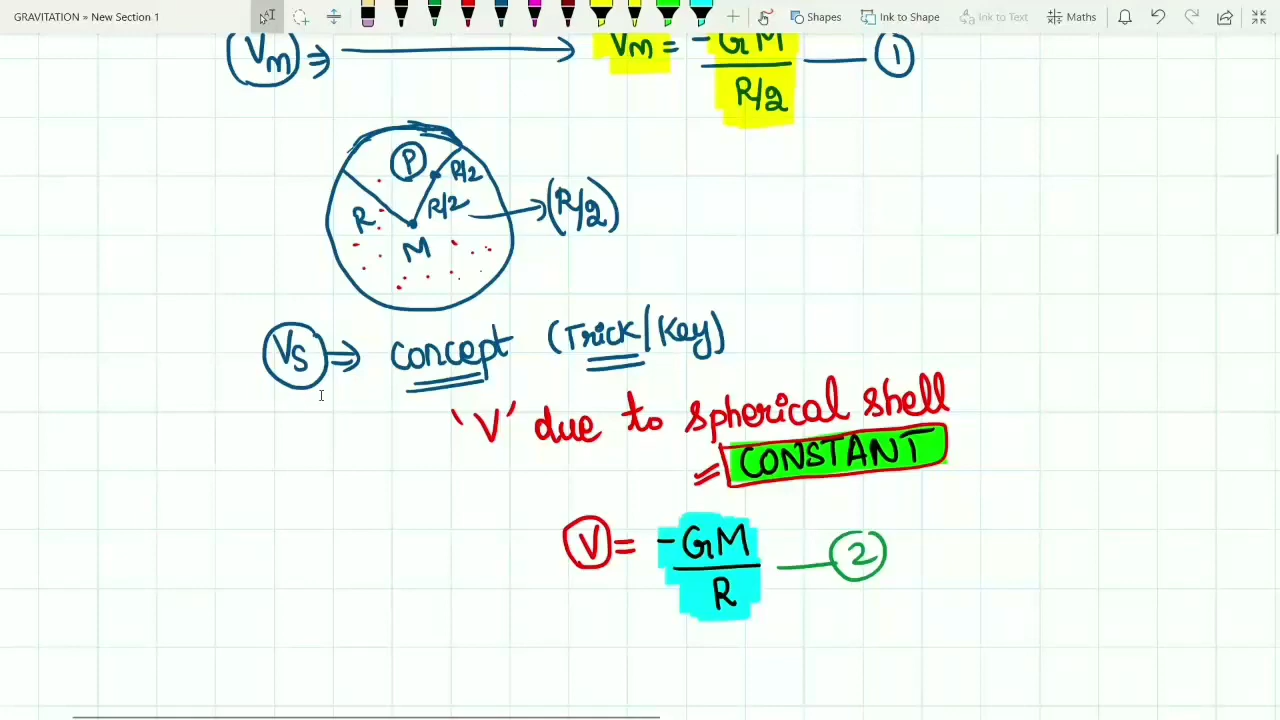 GRAVITATION » New Section 1
Shapes
Ink to Shape
Ink to Text
Maths
Vm ⇒ Vm = -GM / R/2 — 1
P
R/2
R
R/2
(R/2)
M
Vs ⇒ concept (Trick/Key)
'V' due to spherical shell
= CONSTANT
V = -GM / R — 2